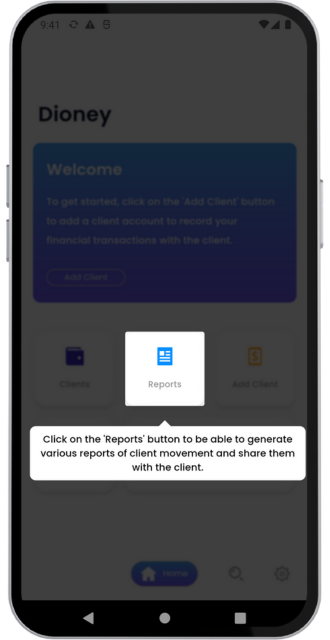 9:41
Dioney
Welcome
To get started, click on the 'Add Client' button
to add a client account to record your
financial transactions with the client.
Add Client
Clients
Reports
Add Client
Click on the 'Reports' button to be able to generate
various reports of client movement and share them
with the client.
Home